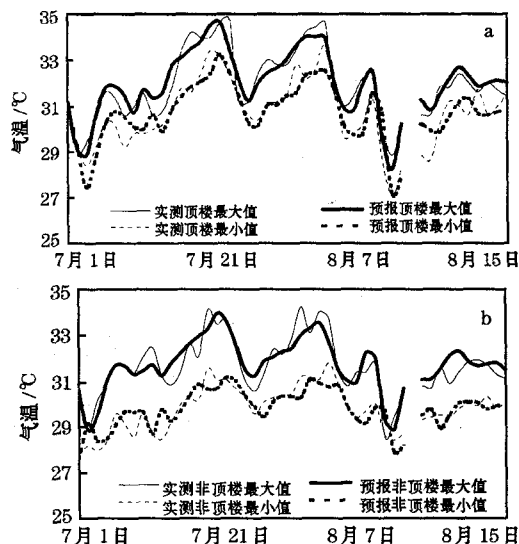 35
a
33
31
29
27
25
气温/℃
实测顶楼最大值
预报顶楼最大值
实测顶楼最小值
预报顶楼最小值
7月1日
7月21日
8月7日
8月15日
35
b
33
31
29
27
25
气温/℃
实测非顶楼最大值
预报非顶楼最大值
实测非顶楼最小值
预报非顶楼最小值
7月1日
7月21日
8月7日
8月15日